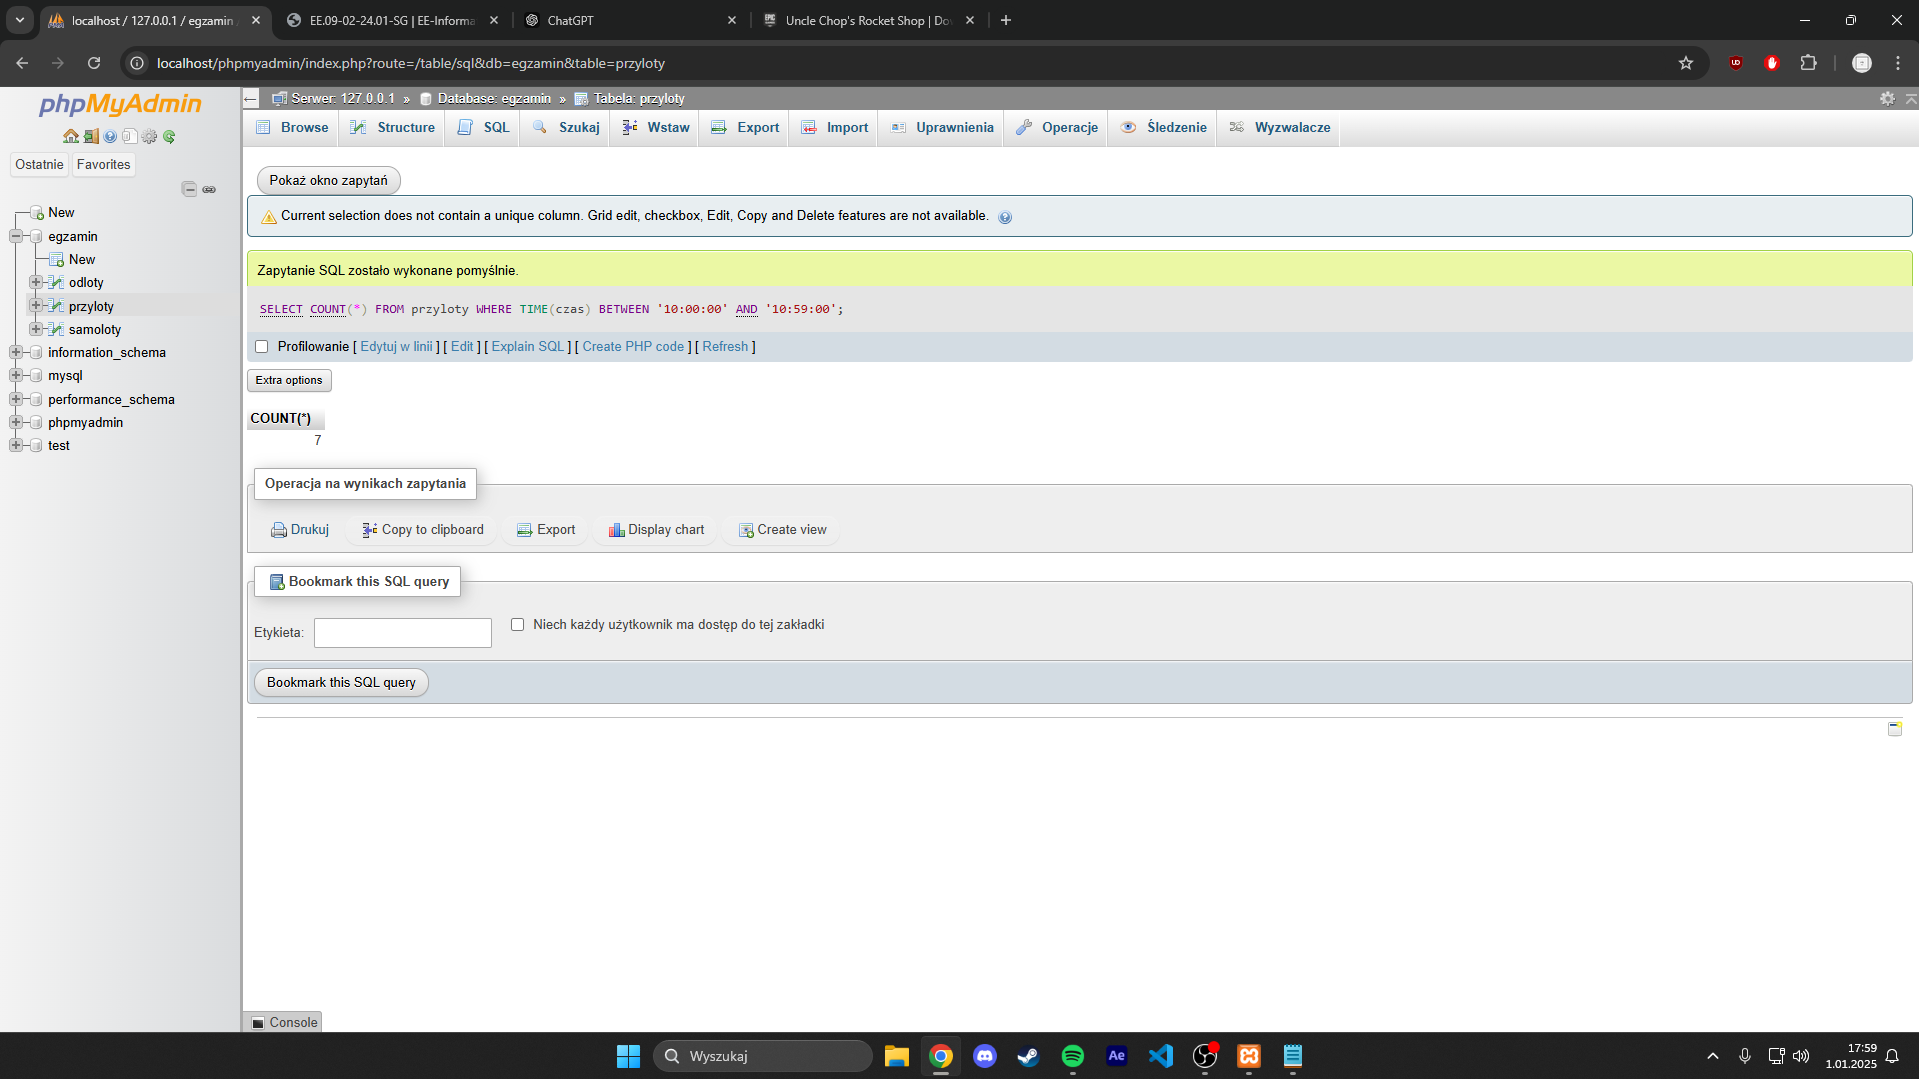 localhost / 127.0.0.1 / egzamin
EE.09-02-24.01-SG | EE-Informa
ChatGPT
Uncle Chop's Rocket Shop | Do
localhost/phpmyadmin/index.php?route=/table/sql&db=egzamin&table=przyloty
phpMyAdmin
Ostatnie
Favorites
New
egzamin
New
odloty
przyloty
samoloty
information_schema
mysql
performance_schema
phpmyadmin
test
Serwer: 127.0.0.1 » Database: egzamin » Tabela: przyloty
Browse
Structure
SQL
Szukaj
Wstaw
Export
Import
Uprawnienia
Operacje
Śledzenie
Wyzwalacze
Pokaż okno zapytań
Current selection does not contain a unique column. Grid edit, checkbox, Edit, Copy and Delete features are not available.
Zapytanie SQL zostało wykonane pomyślnie.
SELECT COUNT(*) FROM przyloty WHERE TIME(czas) BETWEEN '10:00:00' AND '10:59:00';
Profilowanie [ Edytuj w linii ] [ Edit ] [ Explain SQL ] [ Create PHP code ] [ Refresh ]
Extra options
COUNT(*)
7
Operacja na wynikach zapytania
Drukuj
Copy to clipboard
Export
Display chart
Create view
Bookmark this SQL query
Etykieta:
Niech każdy użytkownik ma dostęp do tej zakładki
Bookmark this SQL query
Console
Wyszukaj
Ae
17:59
1.01.2025